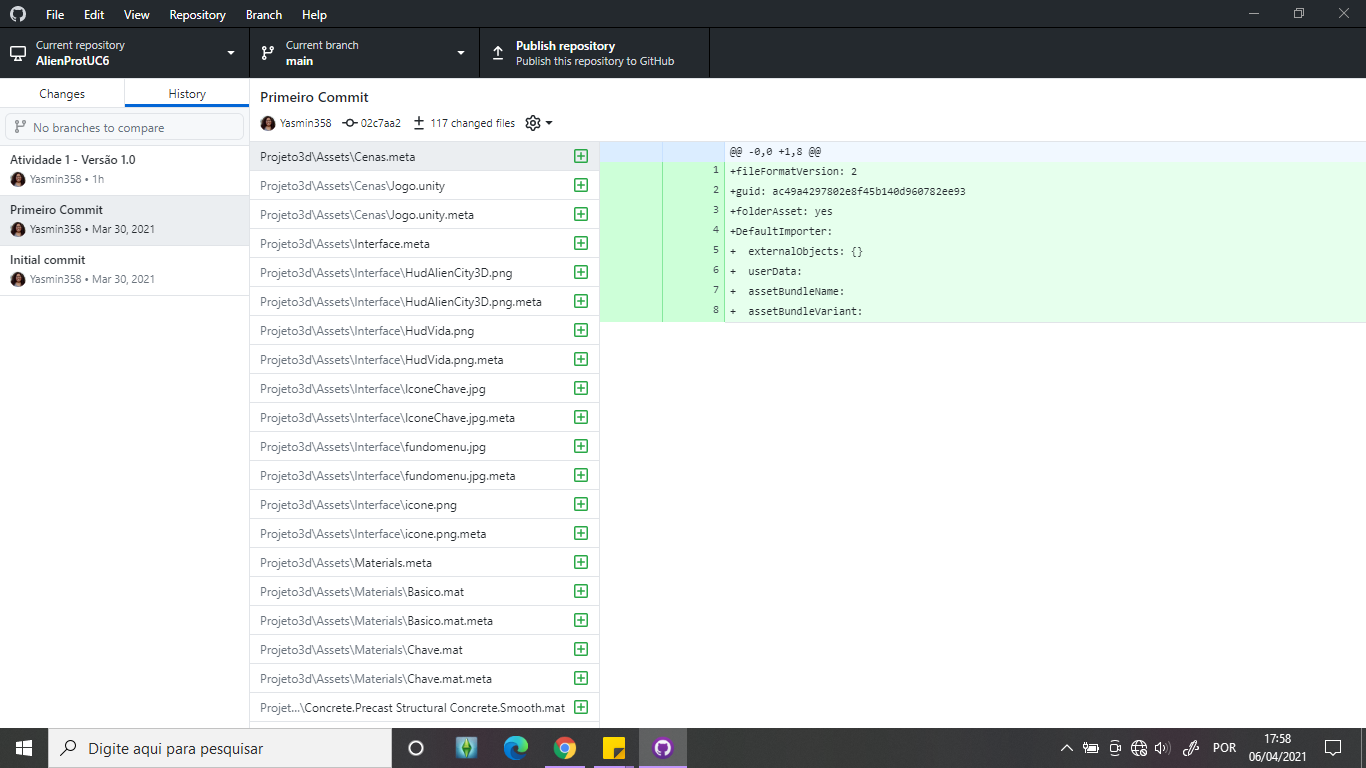 File Edit View Repository Branch Help
Current repository
AlienProtUC6
Current branch
main
Publish repository
Publish this repository to GitHub
Changes
History
No branches to compare
Atividade 1 - Versão 1.0
Yasmin358 • 1h
Primeiro Commit
Yasmin358 • Mar 30, 2021
Initial commit
Yasmin358 • Mar 30, 2021
Primeiro Commit
Yasmin358 02c7aa2 117 changed files
Projeto3d\Assets\Cenas.meta
Projeto3d\Assets\Cenas\Jogo.unity
Projeto3d\Assets\Cenas\Jogo.unity.meta
Projeto3d\Assets\Interface.meta
Projeto3d\Assets\Interface\HudAlienCity3D.png
Projeto3d\Assets\Interface\HudAlienCity3D.png.meta
Projeto3d\Assets\Interface\HudVida.png
Projeto3d\Assets\Interface\HudVida.png.meta
Projeto3d\Assets\Interface\IconeChave.jpg
Projeto3d\Assets\Interface\IconeChave.jpg.meta
Projeto3d\Assets\Interface\fundomenu.jpg
Projeto3d\Assets\Interface\fundomenu.jpg.meta
Projeto3d\Assets\Interface\icone.png
Projeto3d\Assets\Interface\icone.png.meta
Projeto3d\Assets\Materials.meta
Projeto3d\Assets\Materials\Basico.mat
Projeto3d\Assets\Materials\Basico.mat.meta
Projeto3d\Assets\Materials\Chave.mat
Projeto3d\Assets\Materials\Chave.mat.meta
Projet...\Concrete.Precast Structural Concrete.Smooth.mat
@@ -0,0 +1,8 @@
1 +fileFormatVersion: 2
2 +guid: ac49a4297802e8f45b140d960782ee93
3 +folderAsset: yes
4 +DefaultImporter:
5 +  externalObjects: {}
6 +  userData:
7 +  assetBundleName:
8 +  assetBundleVariant:
Digite aqui para pesquisar
POR
17:58
06/04/2021